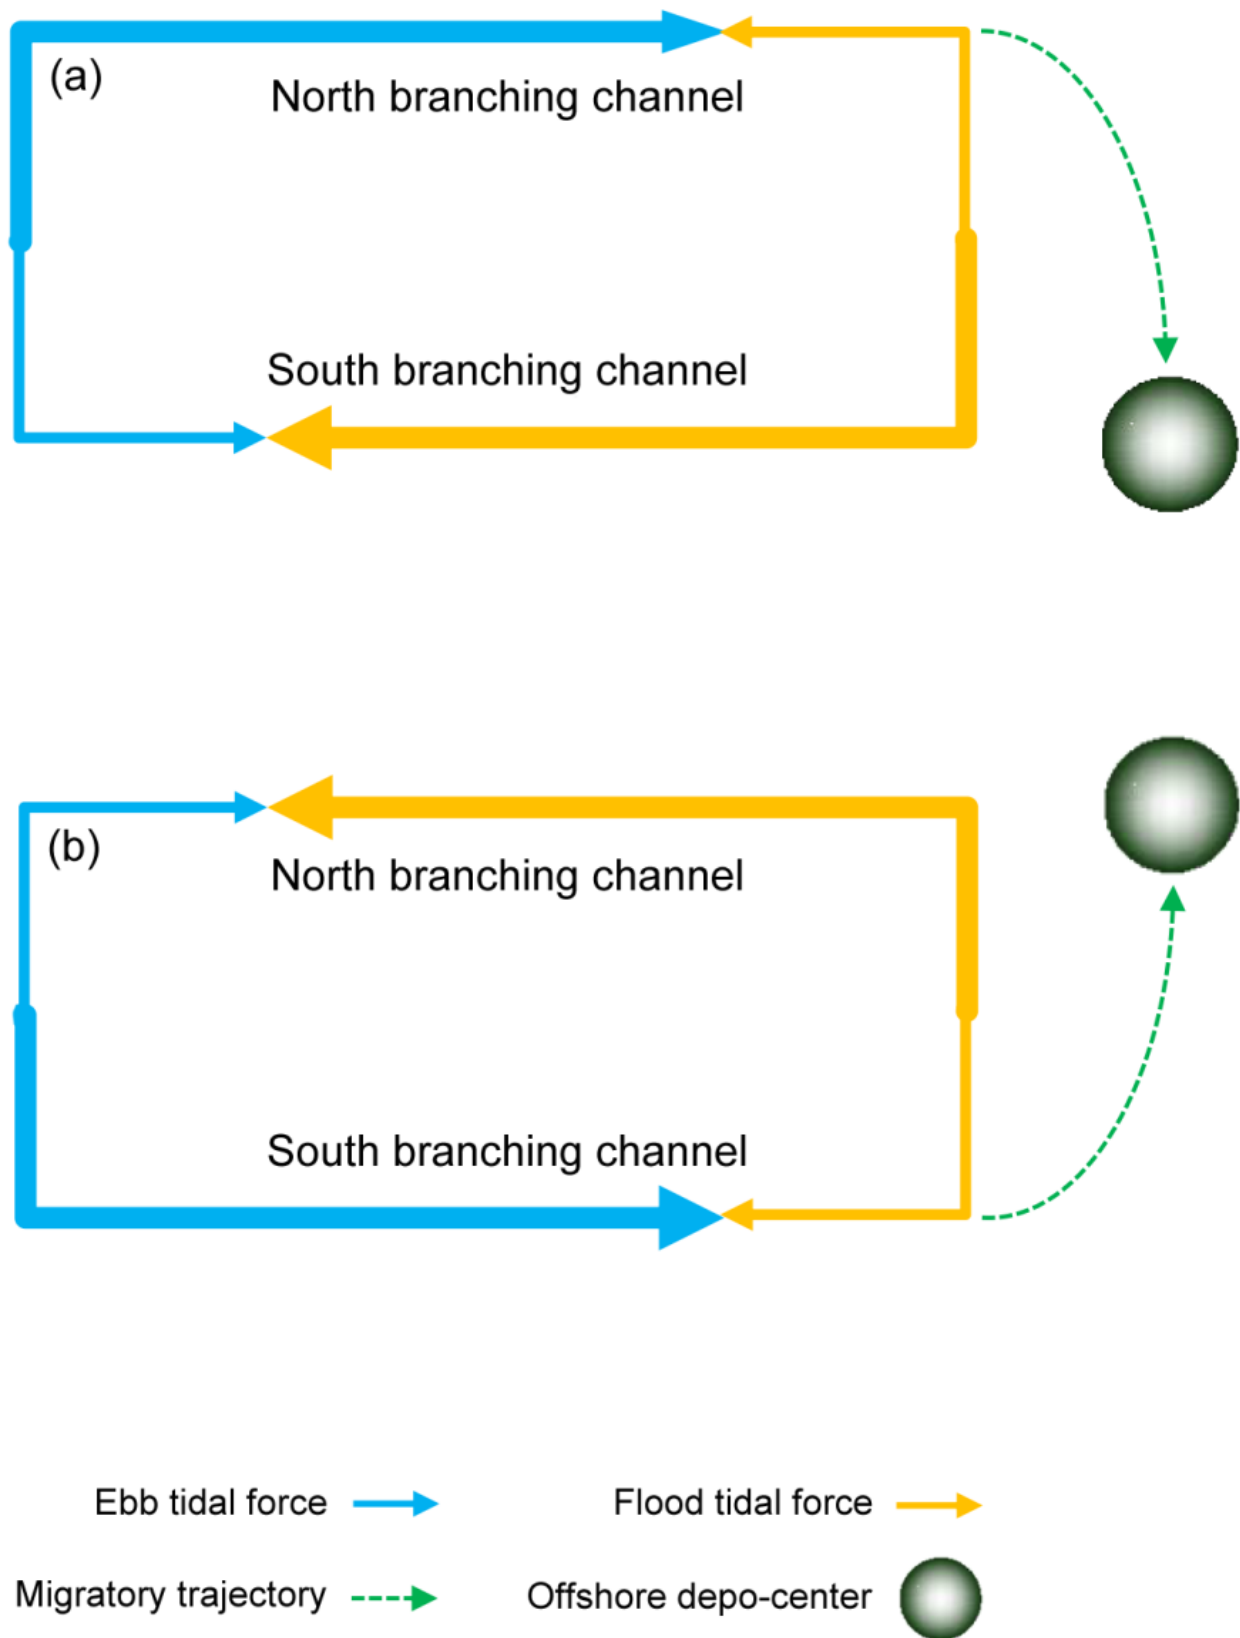 (a)
North branching channel
South branching channel
(b)
North branching channel
South branching channel
Ebb tidal force
Flood tidal force
Migratory trajectory
Offshore depo-center